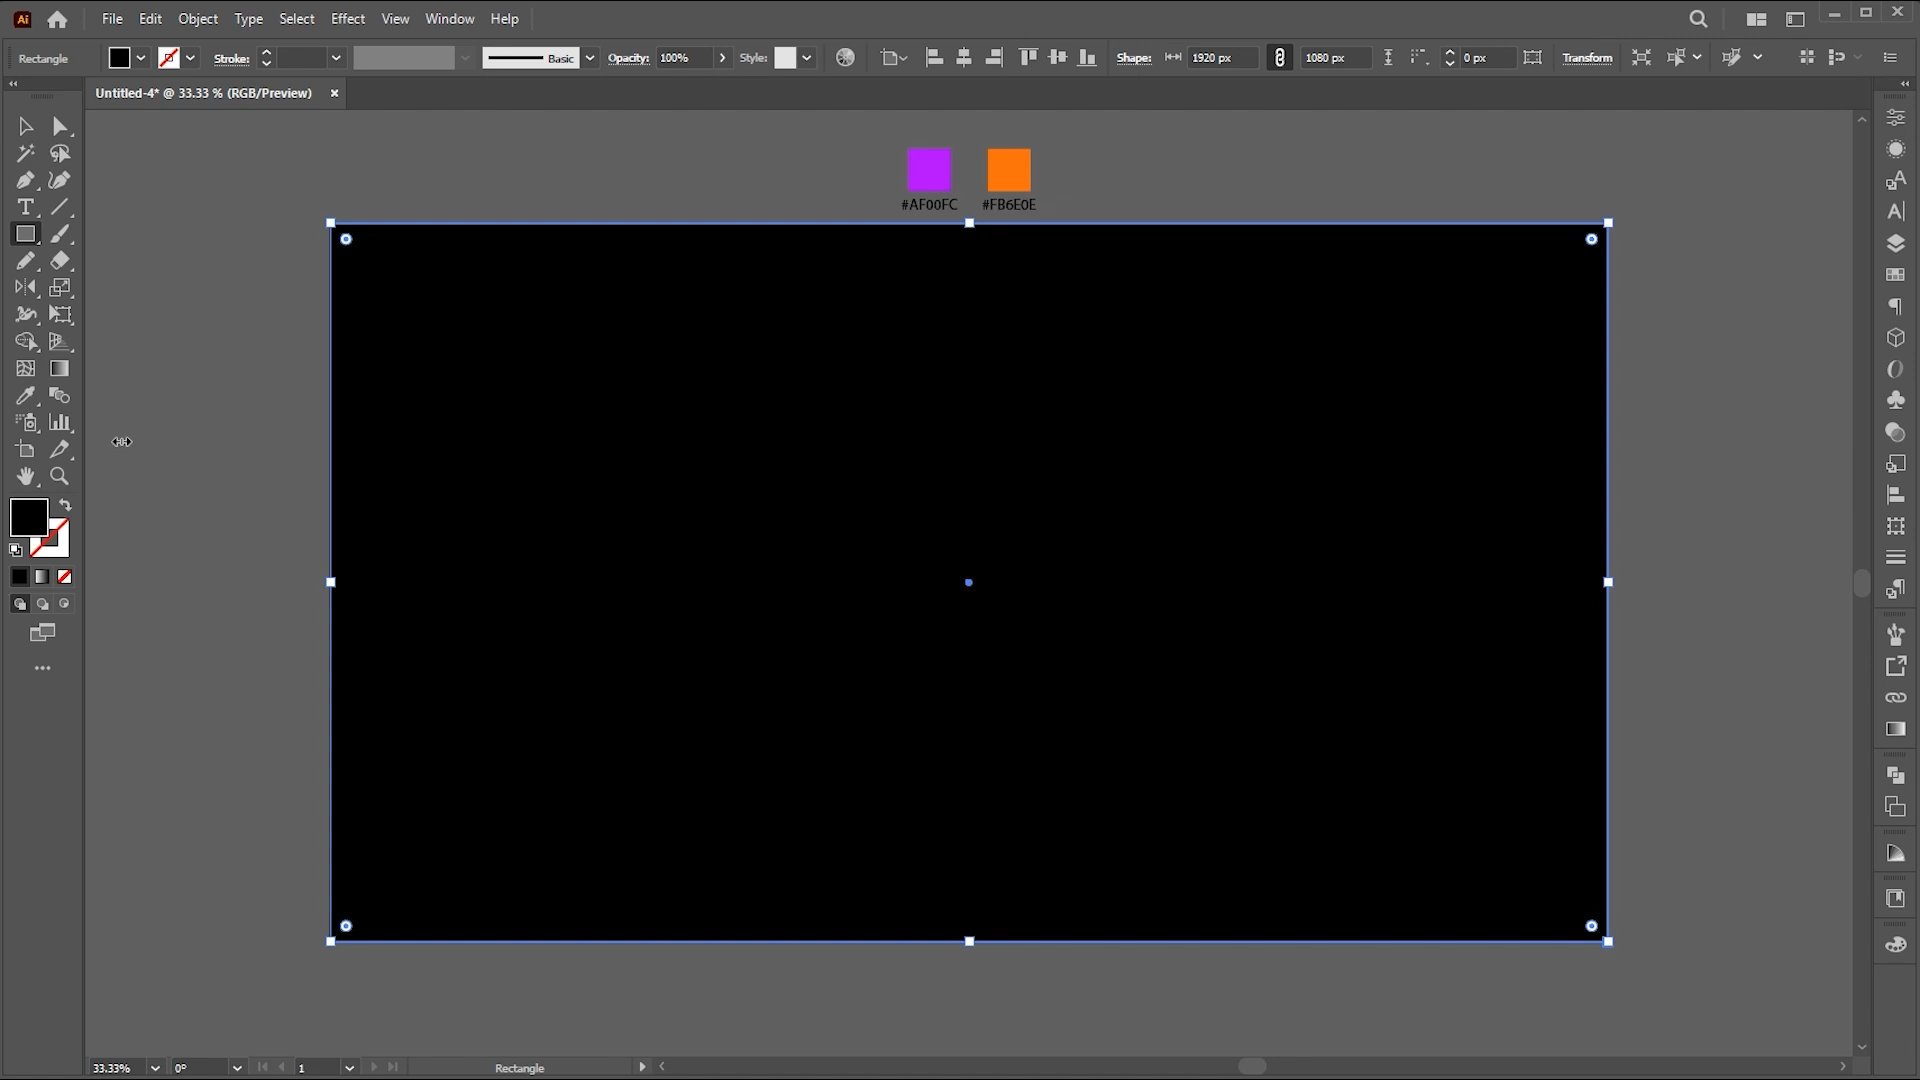 Ai File Edit Object Type Select Effect View Window Help
Rectangle Stroke: Basic Opacity: 100% Style: Shape: 1920 px 1080 px 0 px Transform
Untitled-4* @ 33.33 % (RGB/Preview) ×
#AF00FC #FB6E0E
33.33% 0° 1 Rectangle